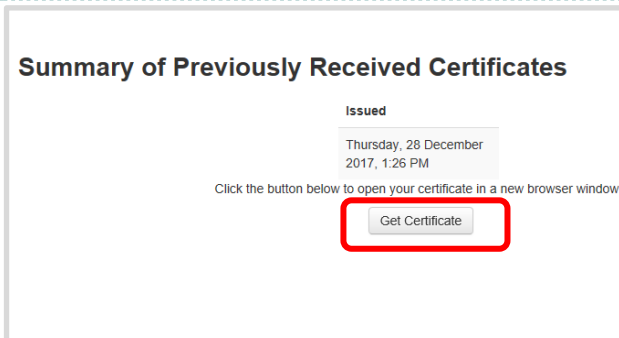 Summary of Previously Received Certificates
Issued
Thursday, 28 December
2017, 1:26 PM
Click the button below to open your certificate in a new browser window
Get Certificate